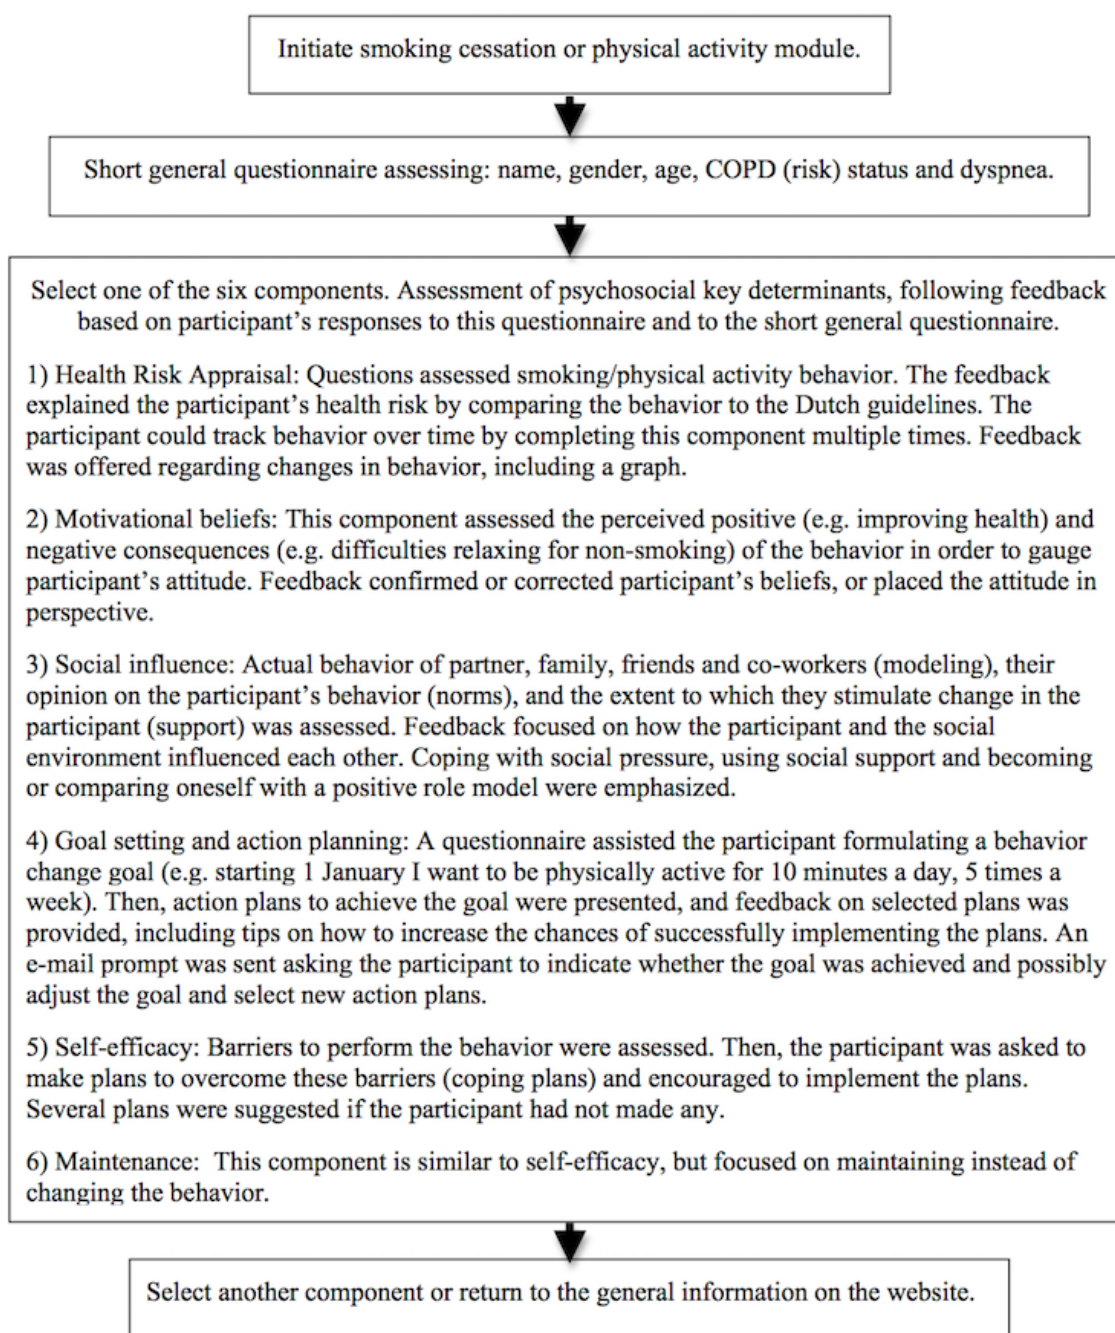 Initiate smoking cessation or physical activity module.
Short general questionnaire assessing: name, gender, age, COPD (risk) status and dyspnea.
Select one of the six components. Assessment of psychosocial key determinants, following feedback
based on participant’s responses to this questionnaire and to the short general questionnaire.
1) Health Risk Appraisal: Questions assessed smoking/physical activity behavior. The feedback
explained the participant’s health risk by comparing the behavior to the Dutch guidelines. The
participant could track behavior over time by completing this component multiple times. Feedback
was offered regarding changes in behavior, including a graph.
2) Motivational beliefs: This component assessed the perceived positive (e.g. improving health) and
negative consequences (e.g. difficulties relaxing for non-smoking) of the behavior in order to gauge
participant’s attitude. Feedback confirmed or corrected participant’s beliefs, or placed the attitude in
perspective.
3) Social influence: Actual behavior of partner, family, friends and co-workers (modeling), their
opinion on the participant’s behavior (norms), and the extent to which they stimulate change in the
participant (support) was assessed. Feedback focused on how the participant and the social
environment influenced each other. Coping with social pressure, using social support and becoming
or comparing oneself with a positive role model were emphasized.
4) Goal setting and action planning: A questionnaire assisted the participant formulating a behavior
change goal (e.g. starting 1 January I want to be physically active for 10 minutes a day, 5 times a
week). Then, action plans to achieve the goal were presented, and feedback on selected plans was
provided, including tips on how to increase the chances of successfully implementing the plans. An
e-mail prompt was sent asking the participant to indicate whether the goal was achieved and possibly
adjust the goal and select new action plans.
5) Self-efficacy: Barriers to perform the behavior were assessed. Then, the participant was asked to
make plans to overcome these barriers (coping plans) and encouraged to implement the plans.
Several plans were suggested if the participant had not made any.
6) Maintenance: This component is similar to self-efficacy, but focused on maintaining instead of
changing the behavior.
Select another component or return to the general information on the website.